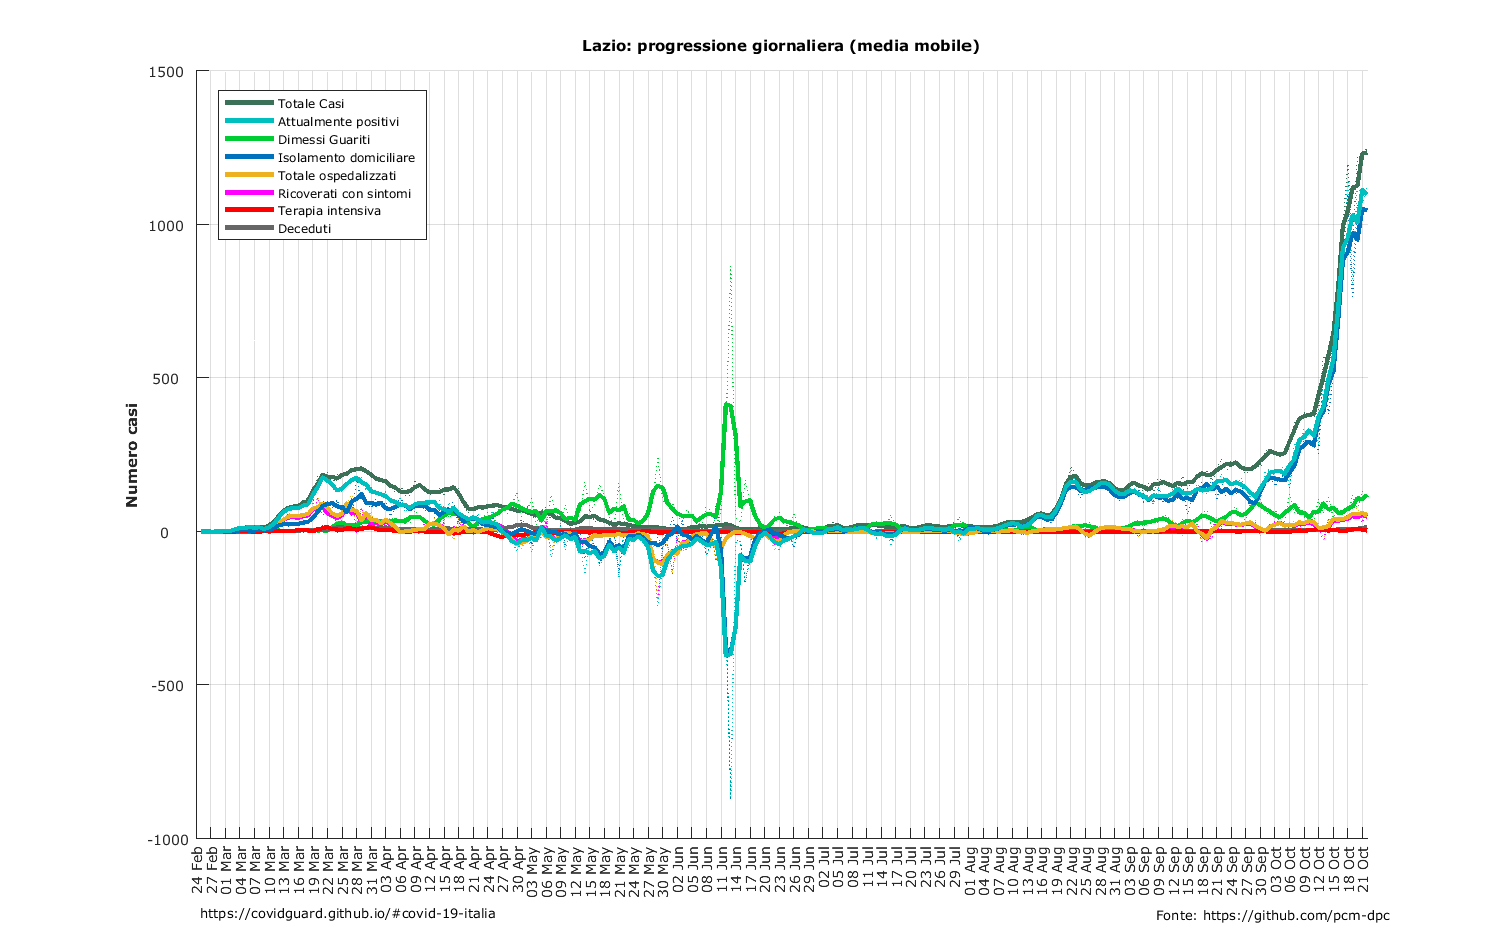 Lazio: progressione giornaliera (media mobile)
1500
1000
500
0
-500
-1000
Numero casi
Totale Casi
Attualmente positivi
Dimessi Guariti
Isolamento domiciliare
Totale ospedalizzati
Ricoverati con sintomi
Terapia intensiva
Deceduti
24 Feb
27 Feb
01 Mar
04 Mar
07 Mar
10 Mar
13 Mar
16 Mar
19 Mar
22 Mar
25 Mar
28 Mar
31 Mar
03 Apr
06 Apr
09 Apr
12 Apr
15 Apr
18 Apr
21 Apr
24 Apr
27 Apr
30 Apr
03 May
06 May
09 May
12 May
15 May
18 May
21 May
24 May
27 May
30 May
02 Jun
05 Jun
08 Jun
11 Jun
14 Jun
17 Jun
20 Jun
23 Jun
26 Jun
29 Jun
02 Jul
05 Jul
08 Jul
11 Jul
14 Jul
17 Jul
20 Jul
23 Jul
26 Jul
29 Jul
01 Aug
04 Aug
07 Aug
10 Aug
13 Aug
16 Aug
19 Aug
22 Aug
25 Aug
28 Aug
31 Aug
03 Sep
06 Sep
09 Sep
12 Sep
15 Sep
18 Sep
21 Sep
24 Sep
27 Sep
30 Sep
03 Oct
06 Oct
09 Oct
12 Oct
15 Oct
18 Oct
21 Oct
https://covidguard.github.io/#covid-19-italia
Fonte: https://github.com/pcm-dpc